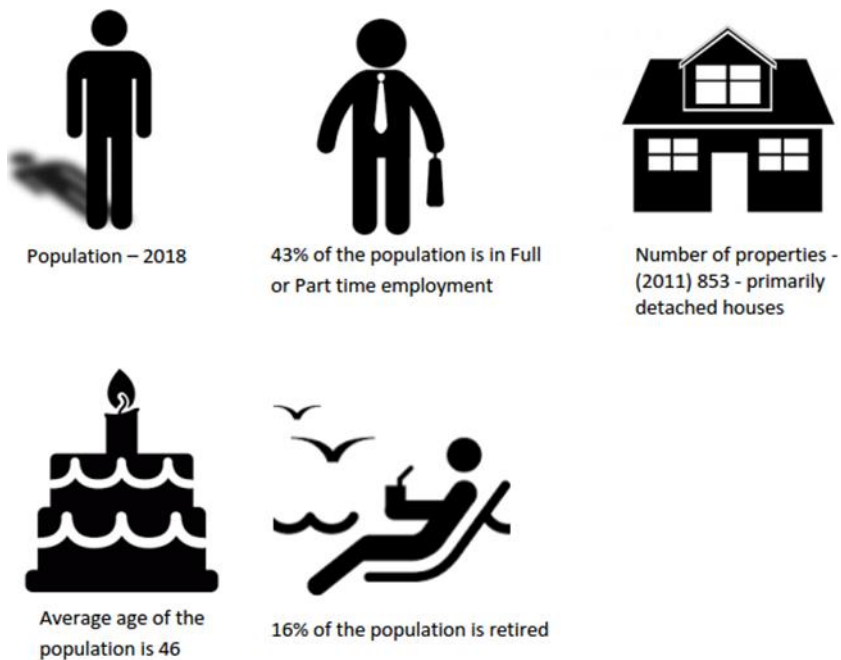 Population – 2018
43% of the population is in Full
or Part time employment
Number of properties -
(2011) 853 - primarily
detached houses
Average age of the
population is 46
16% of the population is retired